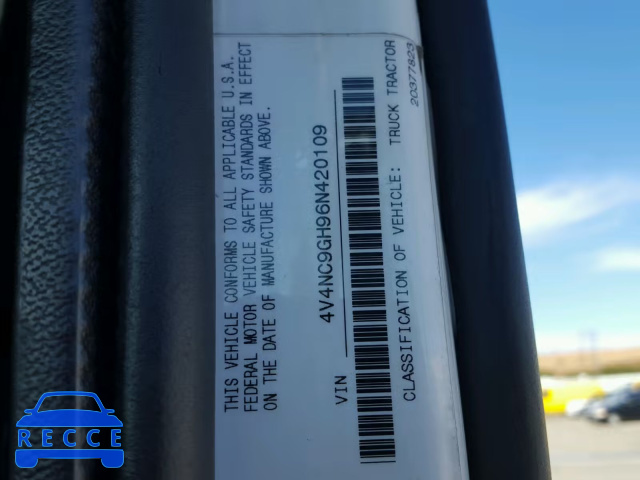 THIS VEHICLE CONFORMS TO ALL APPLICABLE U.S.A.
FEDERAL MOTOR VEHICLE SAFETY STANDARDS IN EFFECT
ON THE DATE OF MANUFACTURE SHOWN ABOVE.
4V4NC9GH96N420109
VIN
CLASSIFICATION OF VEHICLE: TRUCK TRACTOR
20377823
RECCE